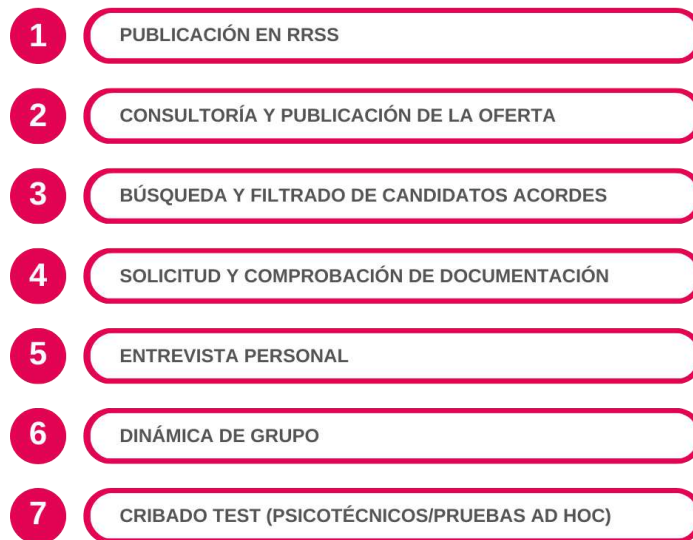 1 PUBLICACIÓN EN RRSS
2 CONSULTORÍA Y PUBLICACIÓN DE LA OFERTA
3 BÚSQUEDA Y FILTRADO DE CANDIDATOS ACORDES
4 SOLICITUD Y COMPROBACIÓN DE DOCUMENTACIÓN
5 ENTREVISTA PERSONAL
6 DINÁMICA DE GRUPO
7 CRIBADO TEST (PSICOTÉCNICOS/PRUEBAS AD HOC)